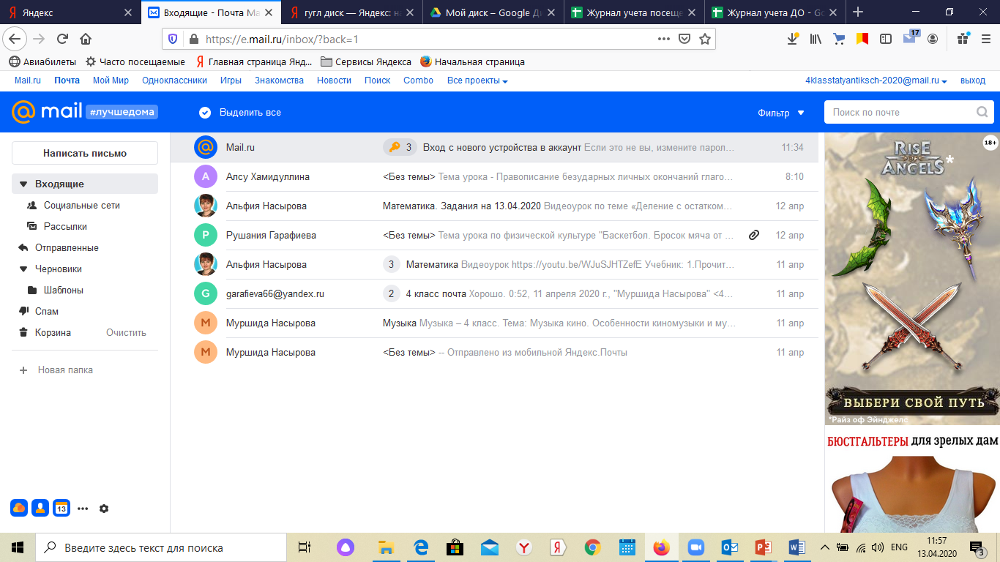 Яндекс
Входящие - Почта Ма
гугл диск — Яндекс: н
Мой диск – Google Д
Журнал учета посеще
Журнал учета ДО - Go
https://e.mail.ru/inbox/?back=1
17
Авиабилеты
Часто посещаемые
Главная страница Янд...
Сервисы Яндекса
Начальная страница
Mail.ru Почта Мой Мир Одноклассники Игры Знакомства Новости Поиск Combo Все проекты
4klasstatyantiksch-2020@mail.ru выход
mail #лучшедома
Выделить все
Фильтр
Поиск по почте
Написать письмо
Входящие
Социальные сети
Рассылки
Отправленные
Черновики
Шаблоны
Спам
Корзина Очистить
Новая папка
13
Mail.ru 3 Вход с нового устройства в аккаунт Если это не вы, измените парол... 11:34
А Алсу Хамидуллина <Без темы> Тема урока - Правописание безударных личных окончаний глаго... 8:10
Альфия Насырова Математика. Задания на 13.04.2020 Видеоурок по теме «Деление с остатком... 12 апр
Р Рушания Гарафиева <Без темы> Тема урока по физической культуре "Баскетбол. Бросок мяча от ... 12 апр
Альфия Насырова 3 Математика Видеоурок https://youtu.be/WJuSJHTZefE Учебник: 1.Прочит... 11 апр
G garafieva66@yandex.ru 2 4 класс почта Хорошо. 0:52, 11 апреля 2020 г., "Муршида Насырова" <4... 11 апр
М Муршида Насырова Музыка Музыка – 4 класс. Тема: Музыка кино. Особенности киномузыки и му... 11 апр
М Муршида Насырова <Без темы> -- Отправлено из мобильной Яндекс.Почты 11 апр
18+
RISE
OF
ANGELS*
ВЫБЕРИ СВОЙ ПУТЬ
*Райз оф Эйнджелс
БЮСТГАЛЬТЕРЫ для зрелых дам
Введите здесь текст для поиска
ENG
11:57
13.04.2020
3